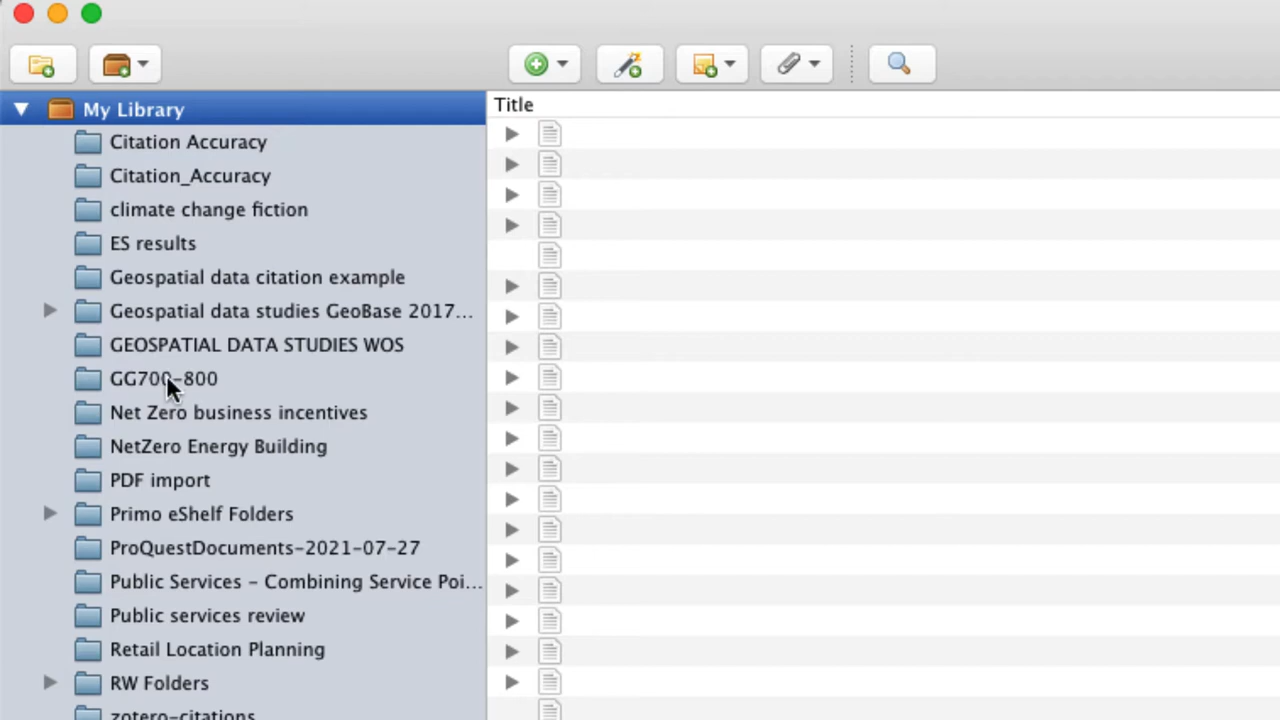 My Library
Title
Citation Accuracy
Citation_Accuracy
climate change fiction
ES results
Geospatial data citation example
Geospatial data studies GeoBase 2017...
GEOSPATIAL DATA STUDIES WOS
GG700-800
Net Zero business incentives
NetZero Energy Building
PDF import
Primo eShelf Folders
ProQuestDocuments-2021-07-27
Public Services - Combining Service Poi...
Public services review
Retail Location Planning
RW Folders
zotero-citations